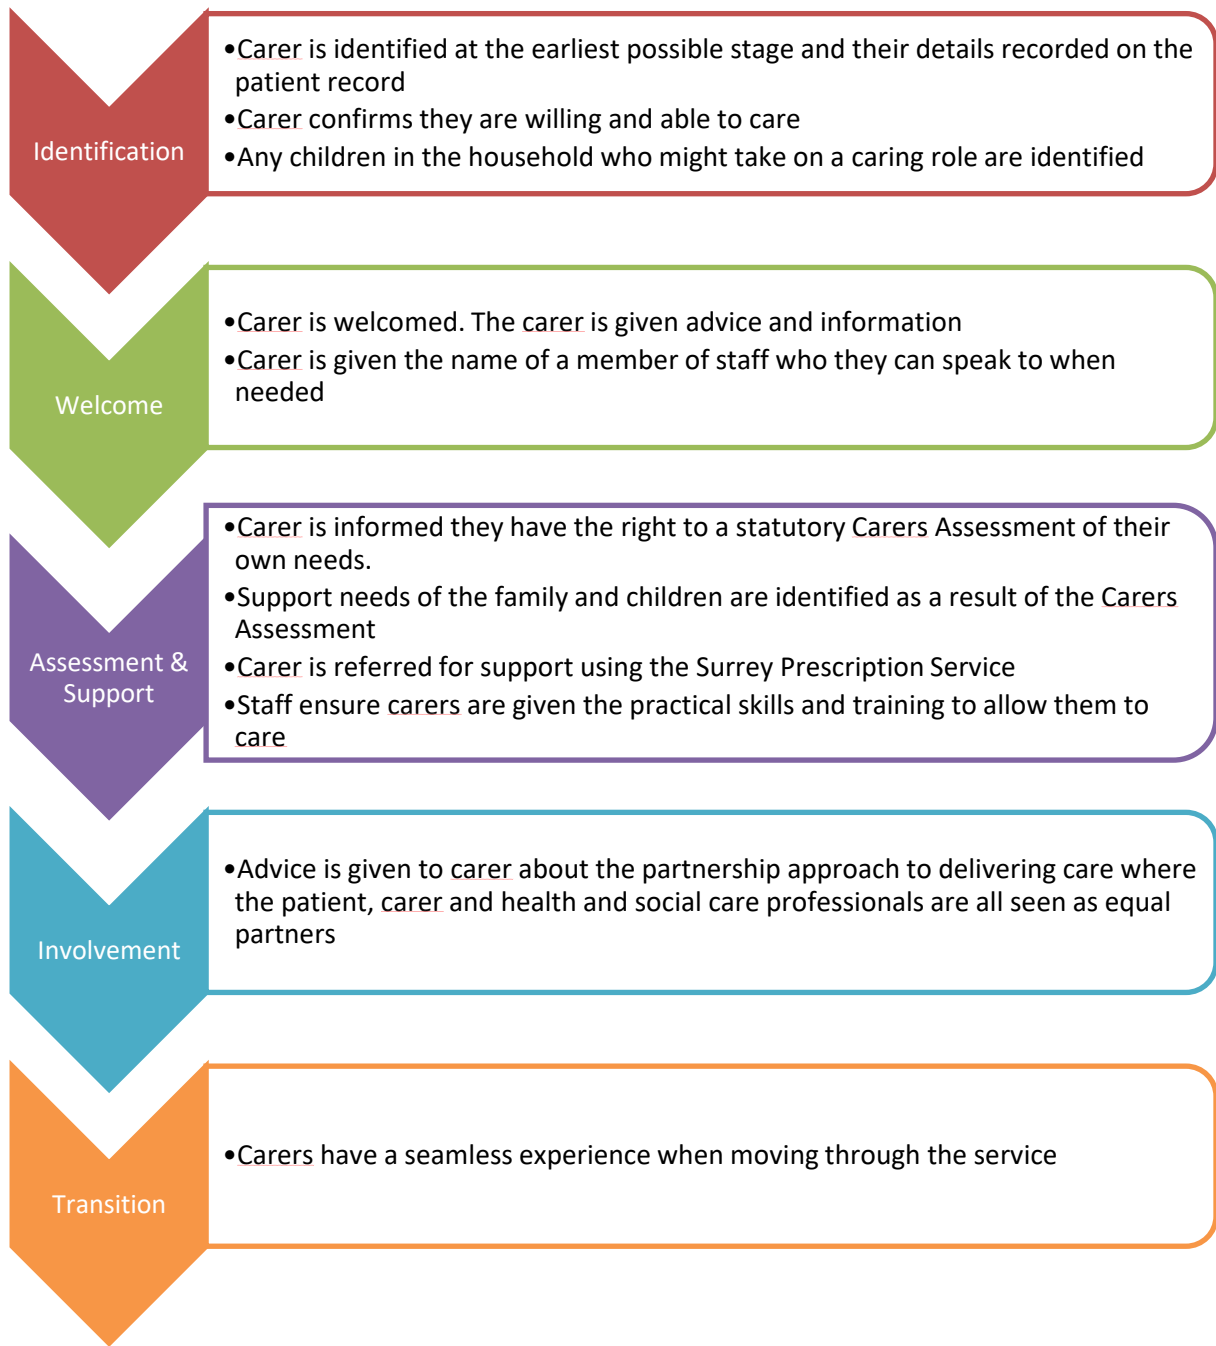 Identification
•Carer is identified at the earliest possible stage and their details recorded on the
patient record
•Carer confirms they are willing and able to care
•Any children in the household who might take on a caring role are identified
Welcome
•Carer is welcomed. The carer is given advice and information
•Carer is given the name of a member of staff who they can speak to when
needed
Assessment &
Support
•Carer is informed they have the right to a statutory Carers Assessment of their
own needs.
•Support needs of the family and children are identified as a result of the Carers
Assessment
•Carer is referred for support using the Surrey Prescription Service
•Staff ensure carers are given the practical skills and training to allow them to
care
Involvement
•Advice is given to carer about the partnership approach to delivering care where
the patient, carer and health and social care professionals are all seen as equal
partners
Transition
•Carers have a seamless experience when moving through the service